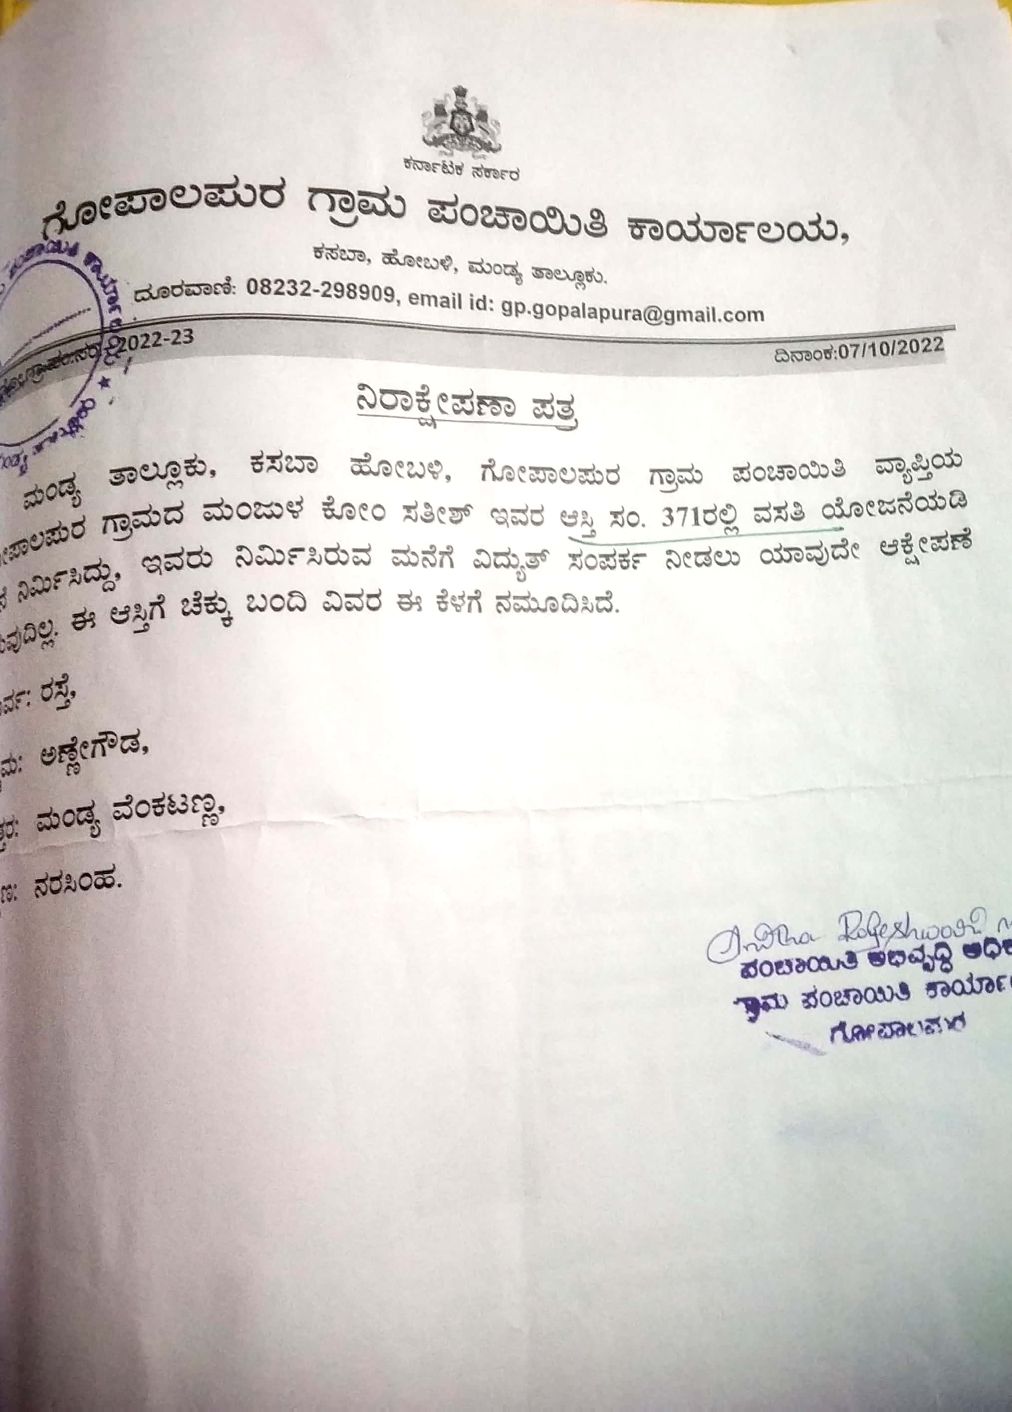 ಕರ್ನಾಟಕ ಸರ್ಕಾರ
ಗೋಪಾಲಪುರ ಗ್ರಾಮ ಪಂಚಾಯಿತಿ ಕಾರ್ಯಾಲಯ,
ಕಸಬಾ, ಹೋಬಳಿ, ಮಂಡ್ಯ ತಾಲ್ಲೂಕು.
ದೂರವಾಣಿ: 08232-298909, email id: gp.gopalapura@gmail.com
2022-23
ದಿನಾಂಕ:07/10/2022
ನಿರಾಕ್ಷೇಪಣಾ ಪತ್ರ
ಮಂಡ್ಯ ತಾಲ್ಲೂಕು, ಕಸಬಾ ಹೋಬಳಿ, ಗೋಪಾಲಪುರ ಗ್ರಾಮ ಪಂಚಾಯಿತಿ ವ್ಯಾಪ್ತಿಯ
ಪಾಲಪುರ ಗ್ರಾಮದ ಮಂಜುಳ ಕೋಂ ಸತೀಶ್ ಇವರ ಆಸ್ತಿ ಸಂ. 371ರಲ್ಲಿ ವಸತಿ ಯೋಜನೆಯಡಿ
ನಿರ್ಮಿಸಿದ್ದು, ಇವರು ನಿರ್ಮಿಸಿರುವ ಮನೆಗೆ ವಿದ್ಯುತ್ ಸಂಪರ್ಕ ನೀಡಲು ಯಾವುದೇ ಆಕ್ಷೇಪಣೆ
ವುದಿಲ್ಲ. ಈ ಆಸ್ತಿಗೆ ಚೆಕ್ಕು ಬಂದಿ ವಿವರ ಈ ಕೆಳಗೆ ನಮೂದಿಸಿದೆ.
ರ್ವ: ರಸ್ತೆ,
ಮ: ಅಣ್ಣೇಗೌಡ,
ರ: ಮಂಡ್ಯ ವೆಂಕಟಣ್ಣ,
ಣ: ನರಸಿಂಹ.
ಪಂಚಾಯಿತಿ ಅಭಿವೃದ್ಧಿ ಅಧಿ
ಗ್ರಾಮ ಪಂಚಾಯಿತಿ ಕಾರ್ಯಾ
ಗೋಪಾಲಪುರ